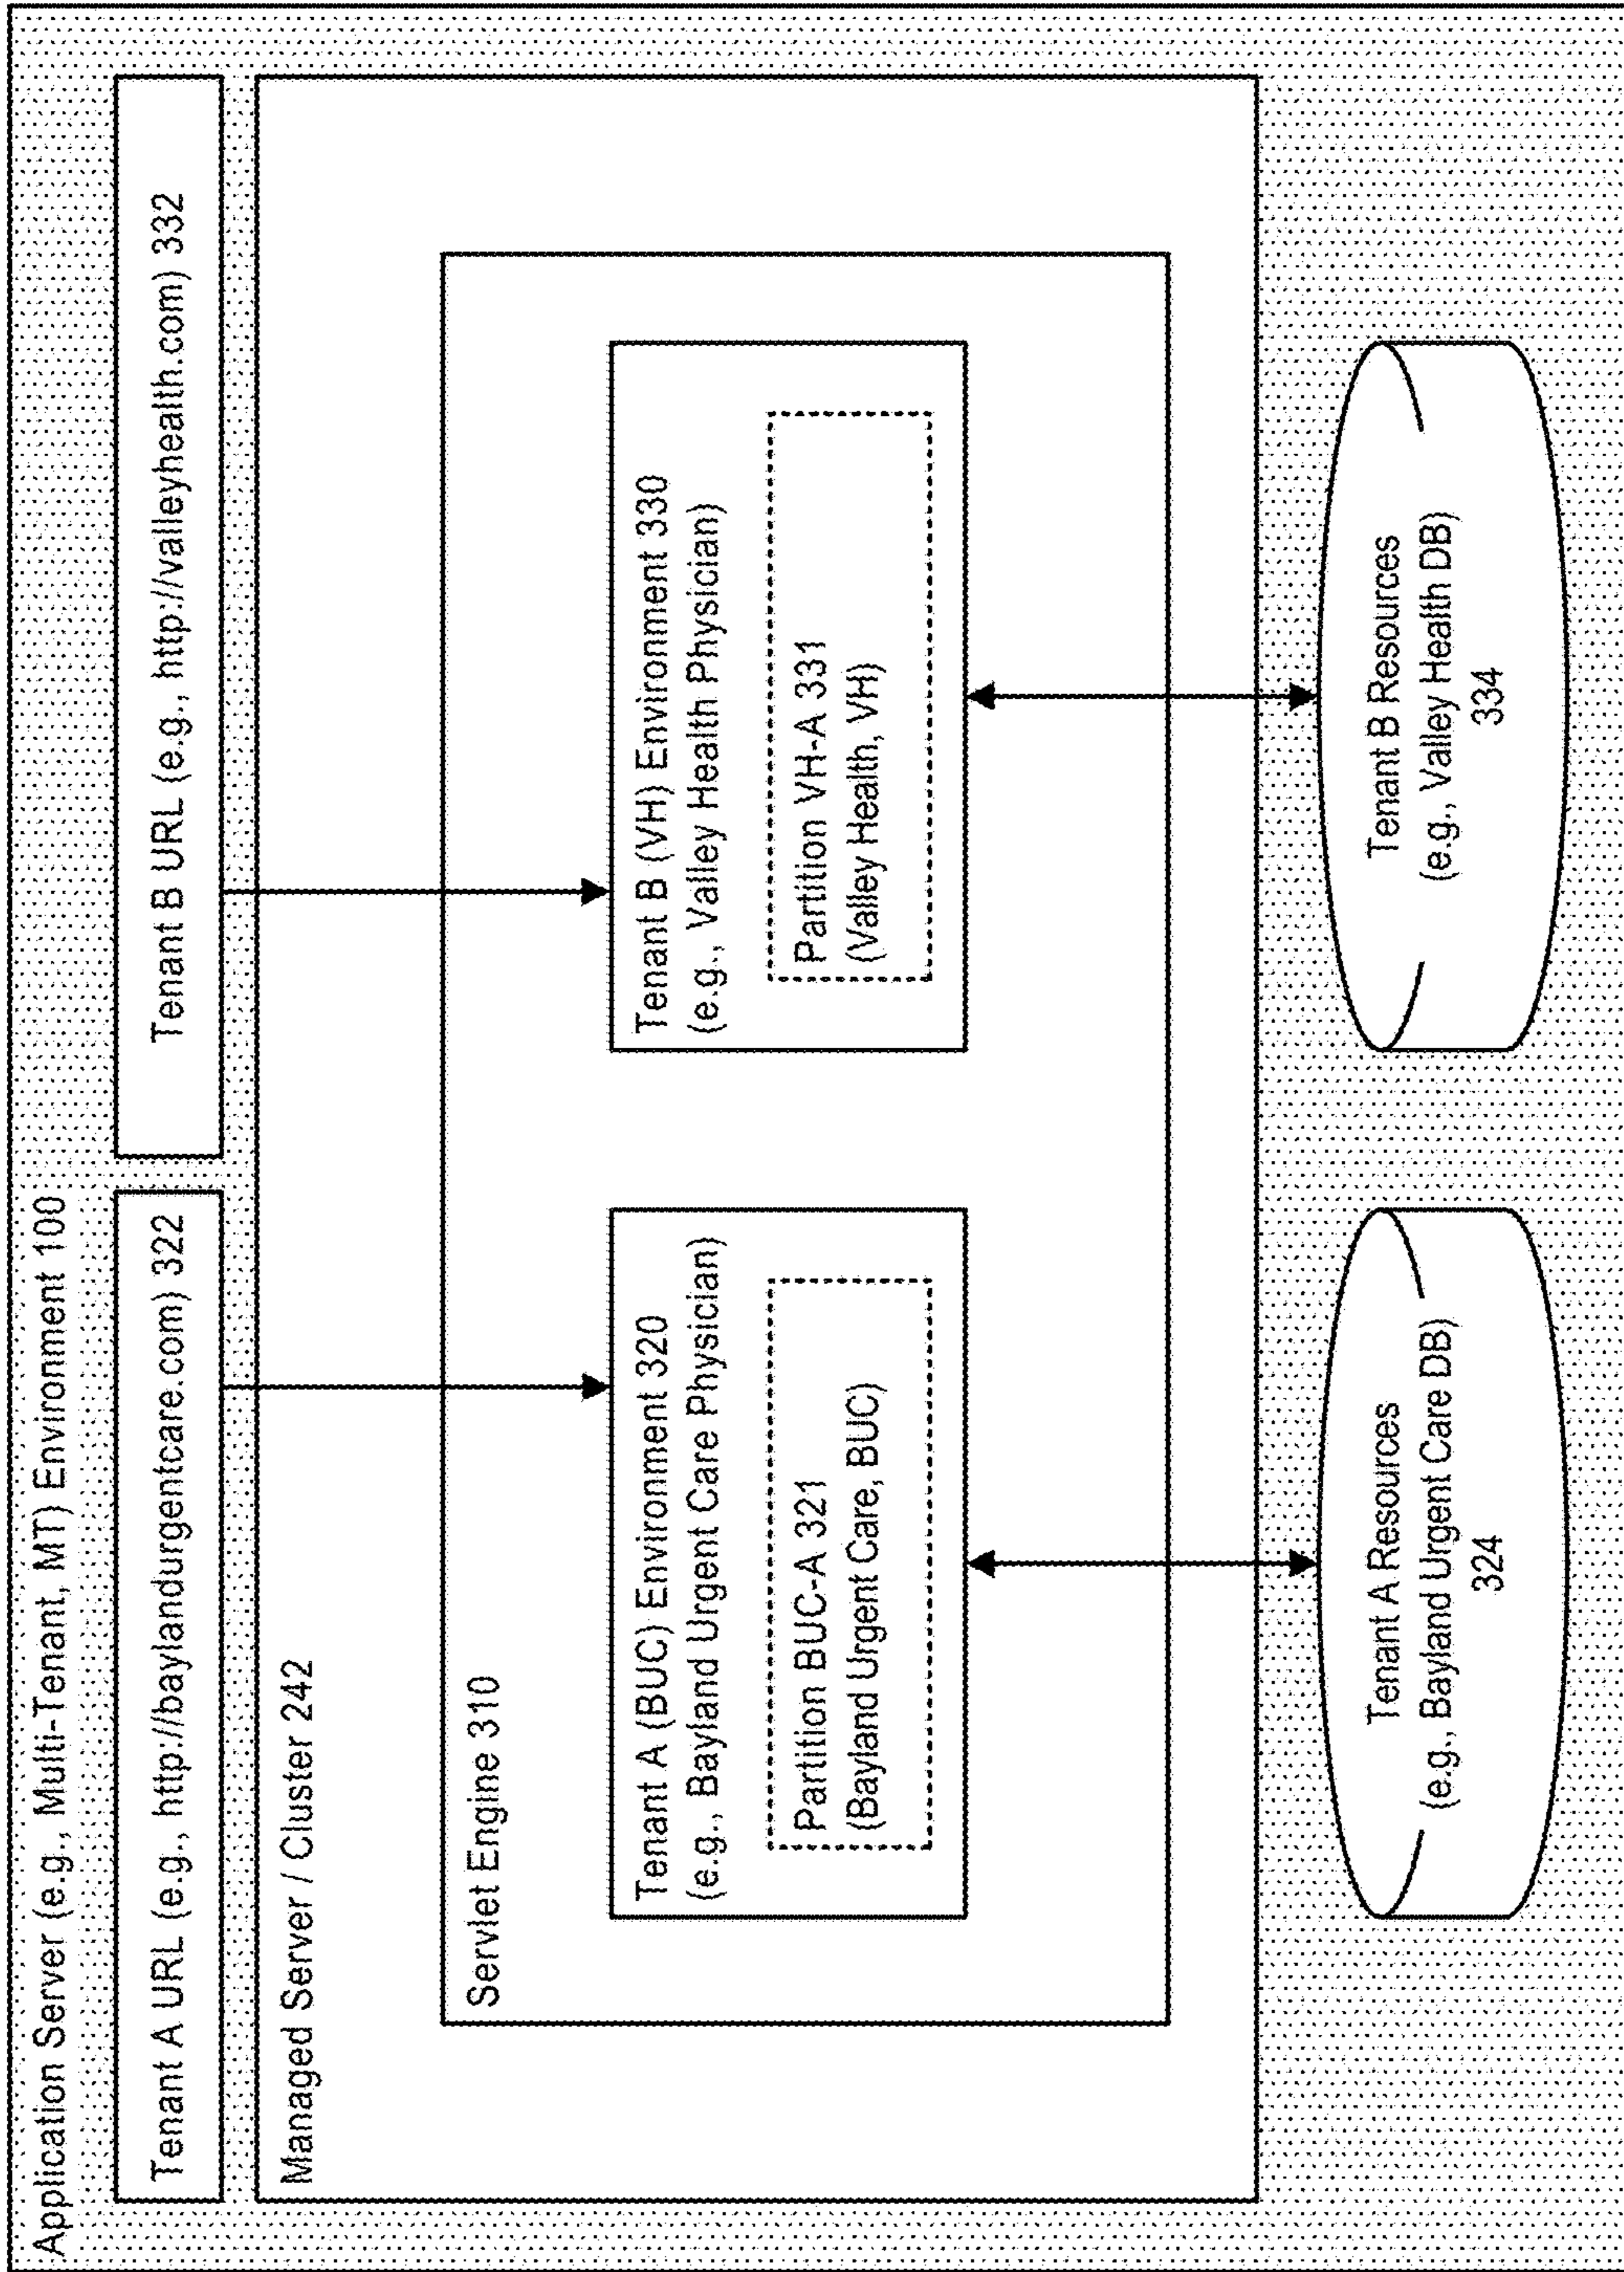 Application Server (e.g., Multi-Tenant, MT) Environment 100
Tenant A URL (e.g., http://baylandurgentcare.com) 322
Tenant B URL (e.g., http://valleyhealth.com) 332
Managed Server / Cluster 242
Servlet Engine 310
Tenant A (BUC) Environment 320
(e.g., Bayland Urgent Care Physician)
Partition BUC-A 321
(Bayland Urgent Care, BUC)
Tenant B (VH) Environment 330
(e.g., Valley Health Physician)
Partition VH-A 331
(Valley Health, VH)
Tenant A Resources
(e.g., Bayland Urgent Care DB)
324
Tenant B Resources
(e.g., Valley Health DB)
334